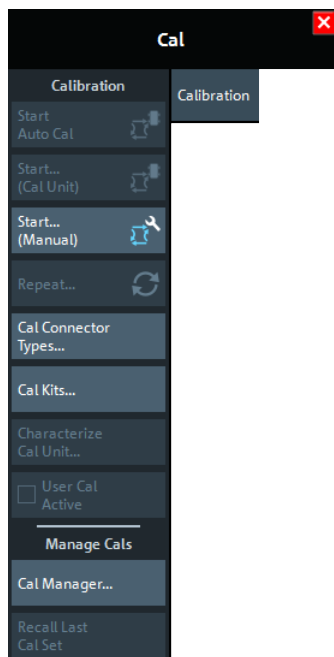 Cal
Calibration
Calibration
Start
Auto Cal
Start...
(Cal Unit)
Start...
(Manual)
Repeat...
Cal Connector
Types...
Cal Kits...
Characterize
Cal Unit...
User Cal
Active
Manage Cals
Cal Manager...
Recall Last
Cal Set